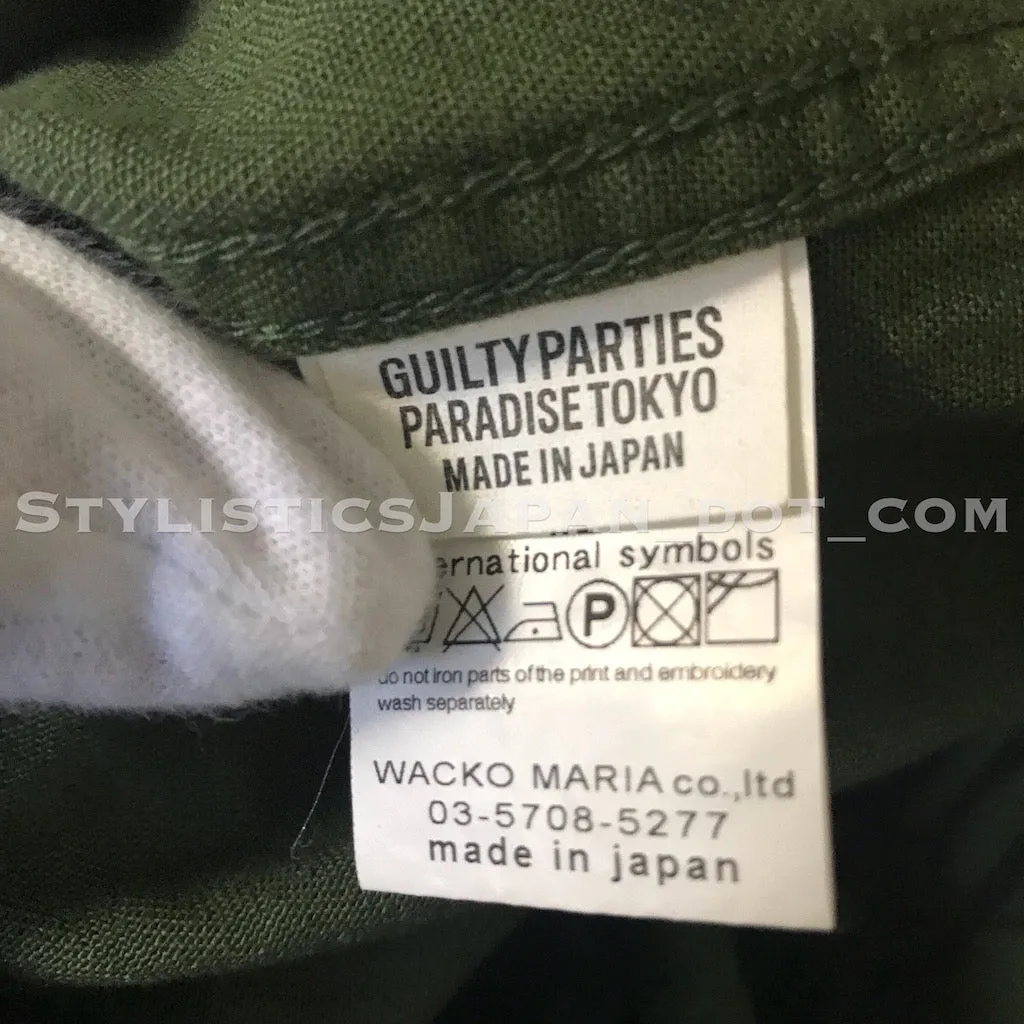 GUILTY PARTIES
PARADISE TOKYO
MADE IN JAPAN
StylisticsJapan_dot_com
ernational symbols
P
do not iron parts of the print and embroidery
wash separately
WACKO MARIA co.,ltd
03-5708-5277
made in japan